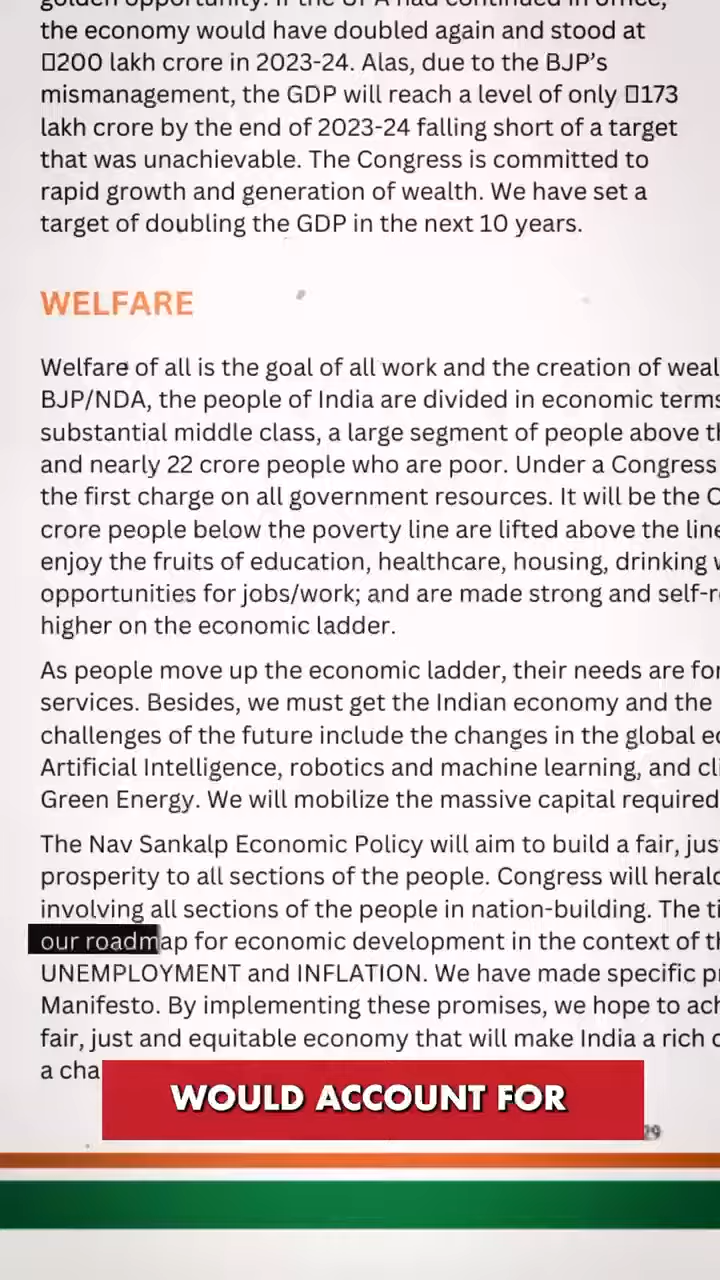 the economy would have doubled again and stood at
▯200 lakh crore in 2023-24. Alas, due to the BJP’s
mismanagement, the GDP will reach a level of only ▯173
lakh crore by the end of 2023-24 falling short of a target
that was unachievable. The Congress is committed to
rapid growth and generation of wealth. We have set a
target of doubling the GDP in the next 10 years.
WELFARE
Welfare of all is the goal of all work and the creation of weal
BJP/NDA, the people of India are divided in economic terms
substantial middle class, a large segment of people above th
and nearly 22 crore people who are poor. Under a Congress
the first charge on all government resources. It will be the C
crore people below the poverty line are lifted above the line
enjoy the fruits of education, healthcare, housing, drinking w
opportunities for jobs/work; and are made strong and self-re
higher on the economic ladder.
As people move up the economic ladder, their needs are for
services. Besides, we must get the Indian economy and the
challenges of the future include the changes in the global ec
Artificial Intelligence, robotics and machine learning, and cli
Green Energy. We will mobilize the massive capital required
The Nav Sankalp Economic Policy will aim to build a fair, jus
prosperity to all sections of the people. Congress will herald
involving all sections of the people in nation-building. The ti
our roadmap for economic development in the context of th
UNEMPLOYMENT and INFLATION. We have made specific pr
Manifesto. By implementing these promises, we hope to ach
fair, just and equitable economy that will make India a rich c
a cha
WOULD ACCOUNT FOR